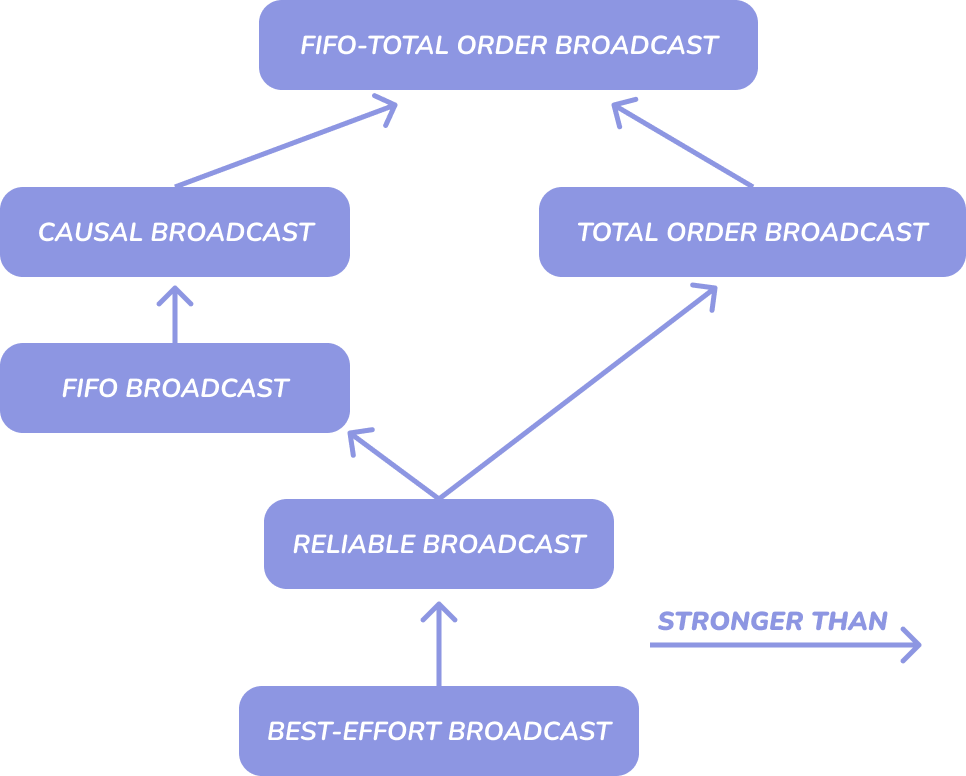 FIFO-TOTAL ORDER BROADCAST
CAUSAL BROADCAST
TOTAL ORDER BROADCAST
FIFO BROADCAST
RELIABLE BROADCAST
STRONGER THAN
BEST-EFFORT BROADCAST